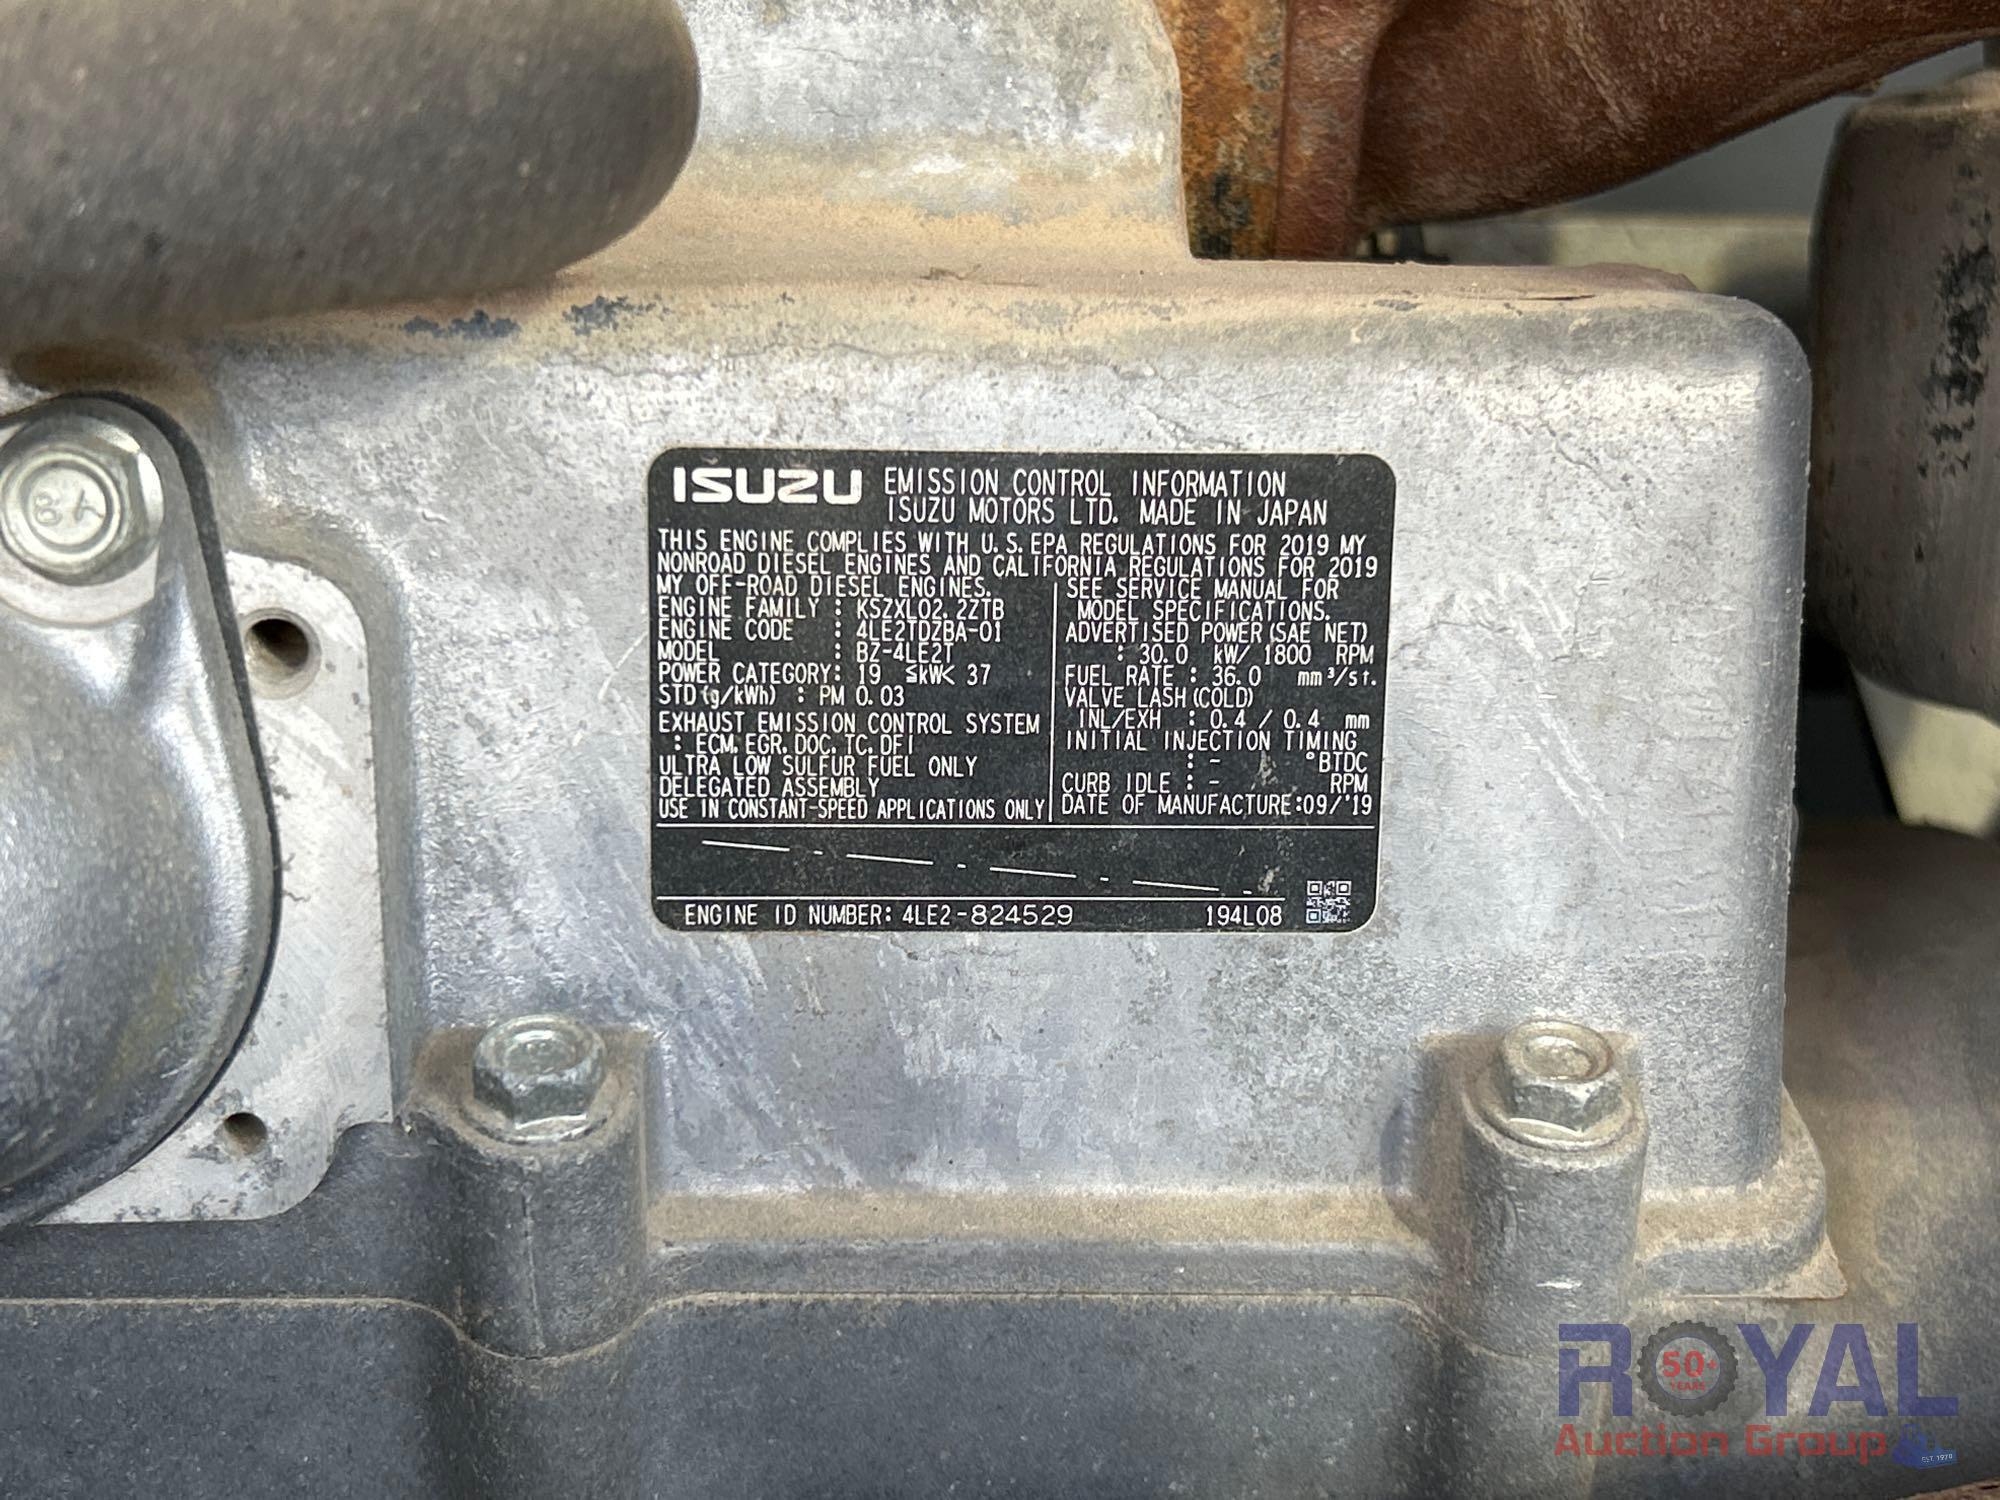 ISUZU EMISSION CONTROL INFORMATION
ISUZU MOTORS LTD. MADE IN JAPAN
THIS ENGINE COMPLIES WITH U.S. EPA REGULATIONS FOR 2019 MY
NONROAD DIESEL ENGINES AND CALIFORNIA REGULATIONS FOR 2019
MY OFF-ROAD DIESEL ENGINES.
ENGINE FAMILY : KSZXL02.2ZTB
ENGINE CODE : 4LE2TDZBA-01
MODEL : BZ-4LE2T
POWER CATEGORY: 19 ≦kW< 37
STD(g/kWh) : PM 0.03
EXHAUST EMISSION CONTROL SYSTEM
: ECM. EGR. DOC. TC. DFI
ULTRA LOW SULFUR FUEL ONLY
DELEGATED ASSEMBLY
USE IN CONSTANT-SPEED APPLICATIONS ONLY
SEE SERVICE MANUAL FOR
MODEL SPECIFICATIONS.
ADVERTISED POWER(SAE NET)
: 30.0 kW/ 1800 RPM
FUEL RATE : 36.0 mm³/st.
VALVE LASH(COLD)
INL/EXH : 0.4 / 0.4 mm
INITIAL INJECTION TIMING
: - °BTDC
CURB IDLE : - RPM
DATE OF MANUFACTURE:09/'19
ENGINE ID NUMBER: 4LE2-824529 194L08
ROYAL
50+
YEARS
Auction Group
EST. 1970